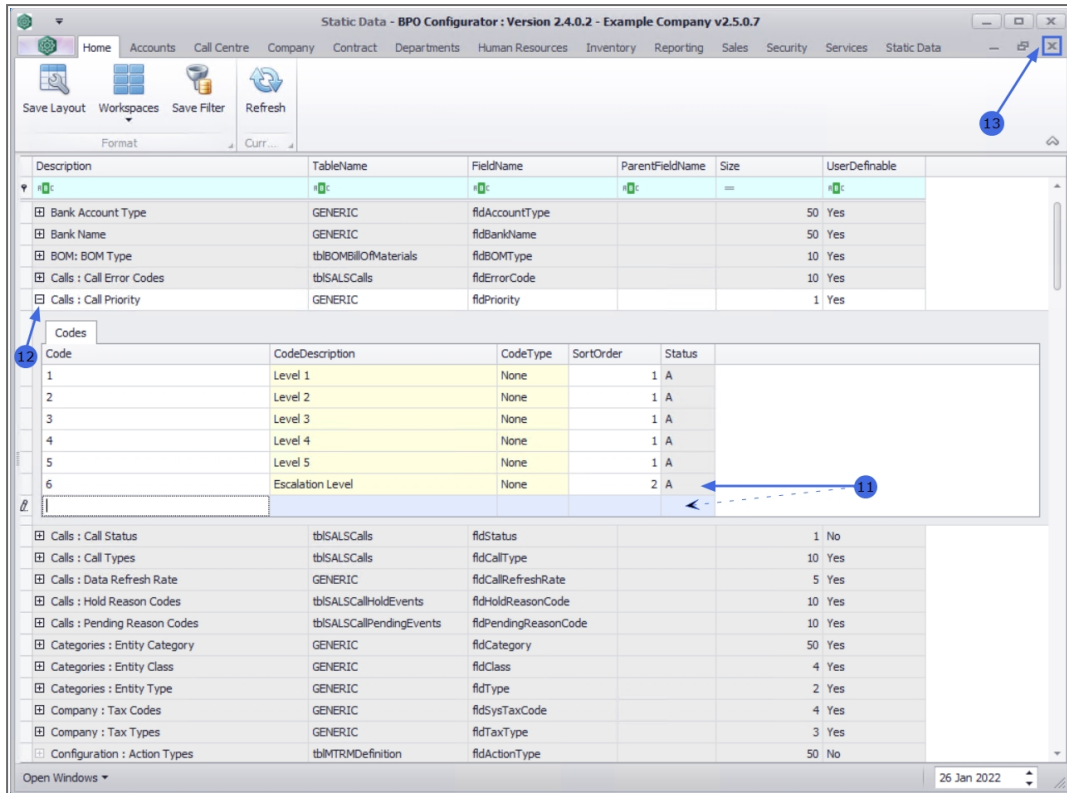 Static Data - BPO Configurator : Version 2.4.0.2 - Example Company v2.5.0.7
Home Accounts Call Centre Company Contract Departments Human Resources Inventory Reporting Sales Security Services Static Data
Save Layout Workspaces Save Filter Refresh
13
Format Curr...
Description TableName FieldName ParentFieldName Size UserDefinable
Bank Account Type GENERIC fldAccountType 50 Yes
Bank Name GENERIC fldBankName 50 Yes
BOM: BOM Type tblBOMBillOfMaterials fldBOMType 10 Yes
Calls : Call Error Codes tblSALSCalls fldErrorCode 10 Yes
Calls : Call Priority GENERIC fldPriority 1 Yes
Codes
12
Code CodeDescription CodeType SortOrder Status
1 Level 1 None 1 A
2 Level 2 None 1 A
3 Level 3 None 1 A
4 Level 4 None 1 A
5 Level 5 None 1 A
6 Escalation Level None 2 A
11
Calls : Call Status tblSALSCalls fldStatus 1 No
Calls : Call Types tblSALSCalls fldCallType 10 Yes
Calls : Data Refresh Rate GENERIC fldCallRefreshRate 5 Yes
Calls : Hold Reason Codes tblSALSCallHoldEvents fldHoldReasonCode 10 Yes
Calls : Pending Reason Codes tblSALSCallPendingEvents fldPendingReasonCode 10 Yes
Categories : Entity Category GENERIC fldCategory 50 Yes
Categories : Entity Class GENERIC fldClass 4 Yes
Categories : Entity Type GENERIC fldType 2 Yes
Company : Tax Codes GENERIC fldSysTaxCode 4 Yes
Company : Tax Types GENERIC fldTaxType 3 Yes
Configuration : Action Types tblMTRMDefinition fldActionType 50 No
Open Windows 26 Jan 2022